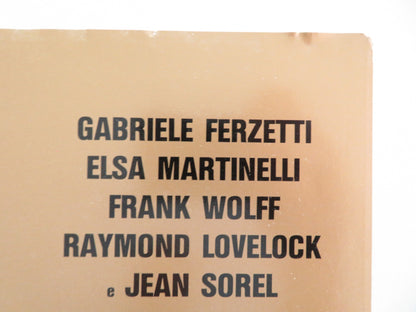 GABRIELE FERZETTI
ELSA MARTINELLI
FRANK WOLFF
RAYMOND LOVELOCK
e JEAN SOREL